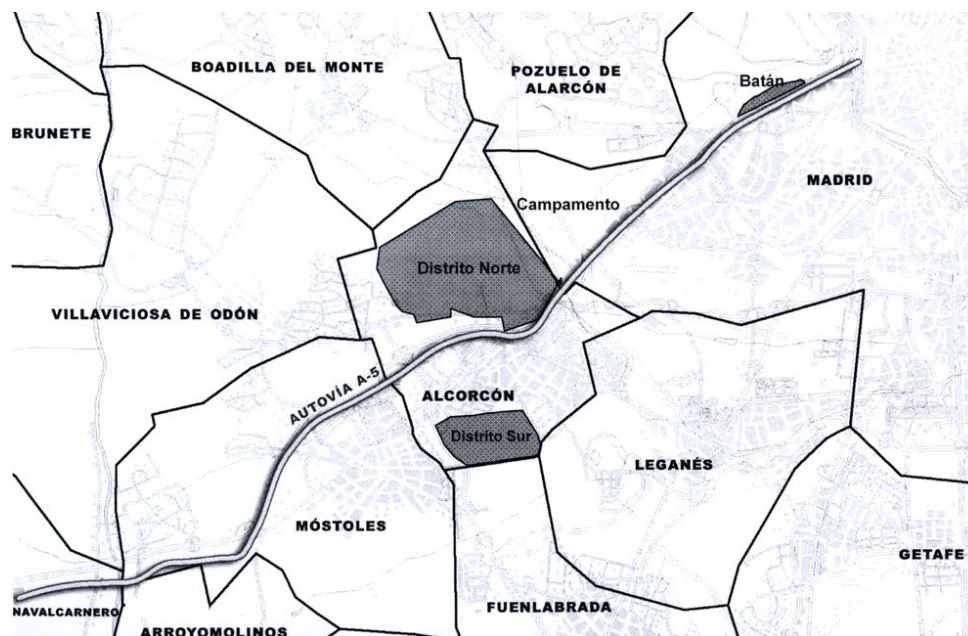 BOADILLA DEL MONTE
POZUELO DE
ALARCÓN
Batán
BRUNETE
MADRID
Campamento
Distrito Norte
VILLAVICIOSA DE ODÓN
AUTOVÍA A-5
ALCORCÓN
Distrito Sur
LEGANÉS
MÓSTOLES
GETAFE
NAVALCARNERO
FUENLABRADA
ARROYOMOLINOS